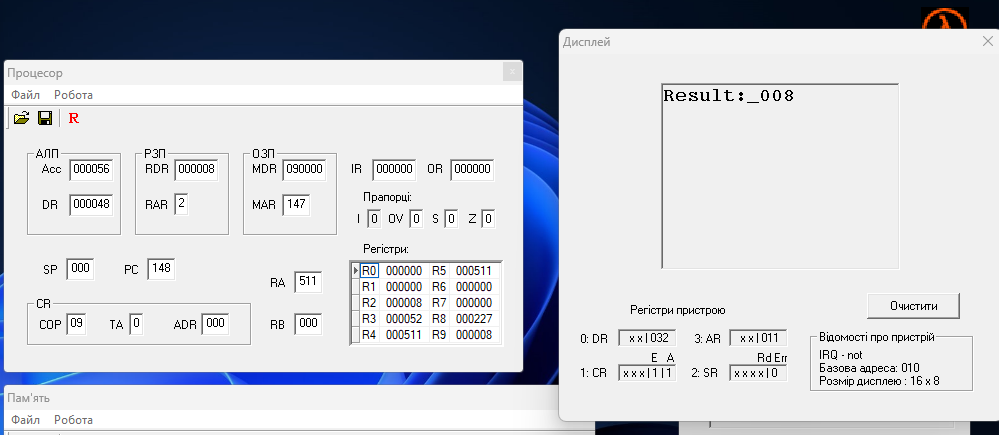 Процесор
Файл Робота
R
АЛП
Acc 000056
DR 000048
РЗП
RDR 000008
RAR 2
ОЗП
MDR 090000
MAR 147
IR 000000 OR 000000
Прапорці:
I 0 OV 0 S 0 Z 0
SP 000 PC 148
RA 511
RB 000
CR
COP 09 TA 0 ADR 000
Регістри:
R0 000000 R5 000511
R1 000000 R6 000000
R2 000008 R7 000000
R3 000052 R8 000227
R4 000511 R9 000008
Пам'ять
Файл Робота
Дисплей
Result:_008
Очистити
Регістри пристрою
0: DR xx|032 3: AR xx|011
E A Rd Err
1: CR xxx|1|1 2: SR xxxx|0
Відомості про пристрій
IRQ - not
Базова адреса: 010
Розмір дисплею : 16 x 8